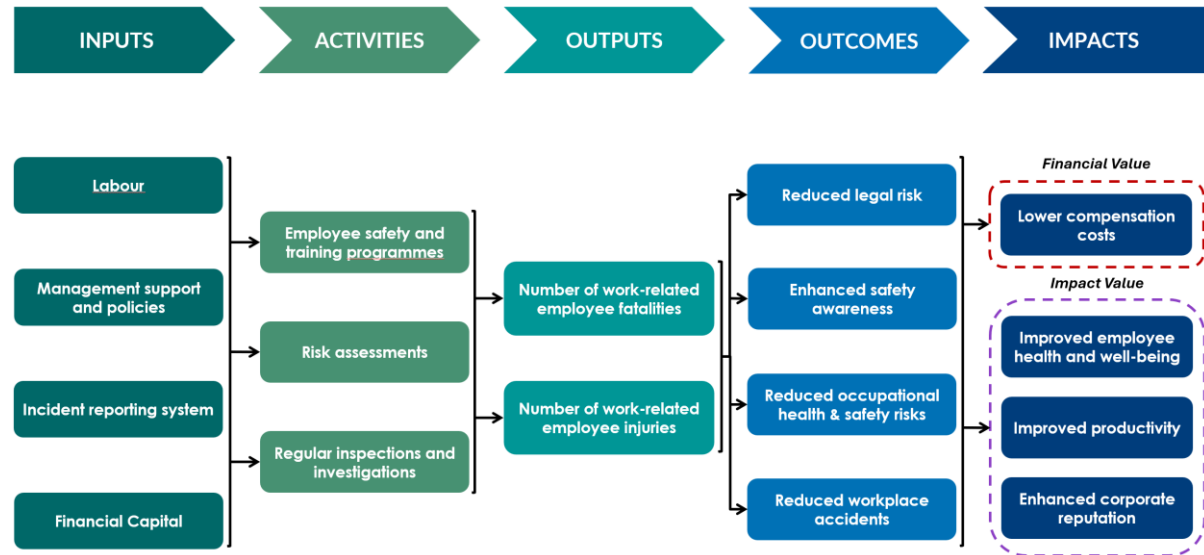 INPUTS
ACTIVITIES
OUTPUTS
OUTCOMES
IMPACTS
Labour
Management support
and policies
Incident reporting system
Financial Capital
Employee safety and
training programmes
Risk assessments
Regular inspections and
investigations
Number of work-related
employee fatalities
Number of work-related
employee injuries
Reduced legal risk
Enhanced safety
awareness
Reduced occupational
health & safety risks
Reduced workplace
accidents
Financial Value
Lower compensation
costs
Impact Value
Improved employee
health and well-being
Improved productivity
Enhanced corporate
reputation